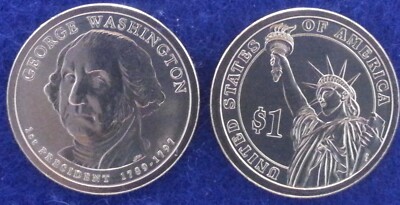 GEORGE WASHINGTON
1st PRESIDENT 1789-1797
UNITED STATES OF AMERICA
$1